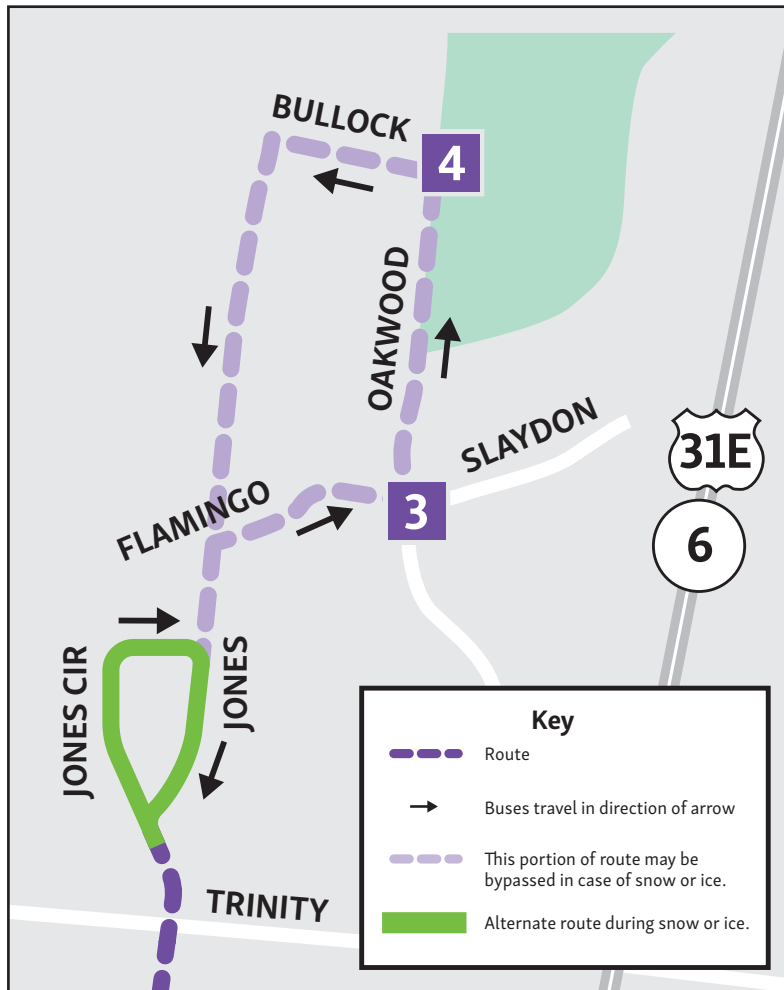 BULLOCK
4
OAKWOOD
SLAYDON
31E
FLAMINGO
3
6
JONES CIR
JONES
Key
Route
Buses travel in direction of arrow
This portion of route may be
bypassed in case of snow or ice.
Alternate route during snow or ice.
TRINITY